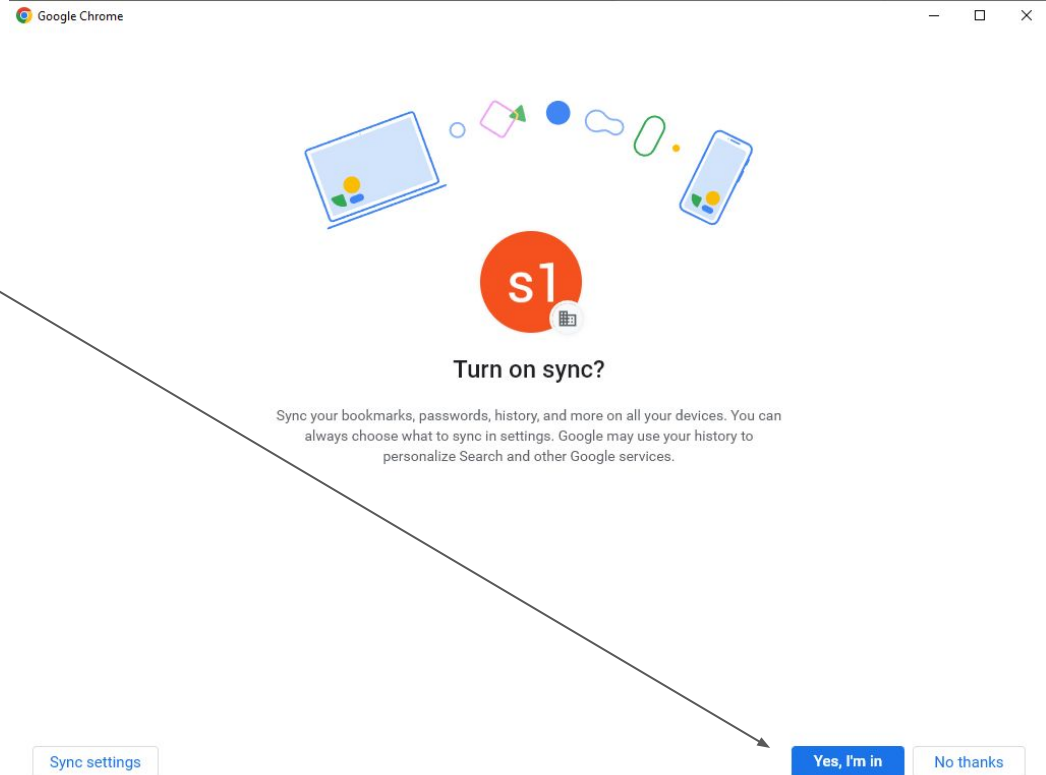 Google Chrome
s1
Turn on sync?
Sync your bookmarks, passwords, history, and more on all your devices. You can
always choose what to sync in settings. Google may use your history to
personalize Search and other Google services.
Sync settings
Yes, I'm in
No thanks